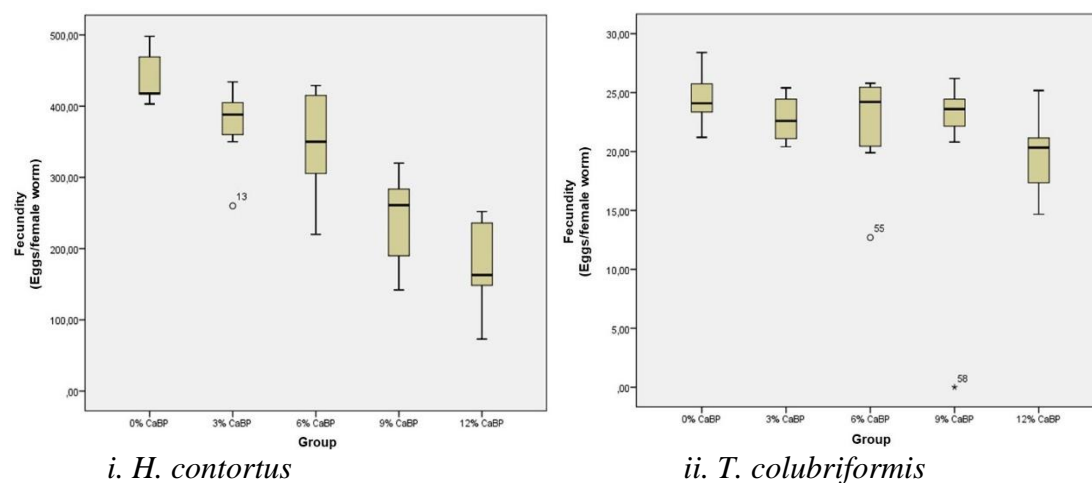 500,00
400,00
300,00
200,00
100,00
,00
Fecundity
(Eggs/female worm)
13
0% CaBP 3% CaBP 6% CaBP 9% CaBP 12% CaBP
Group
i. H. contortus
30,00
25,00
20,00
15,00
10,00
5,00
,00
Fecundity
(Eggs/female worm)
55
58
0% CaBP 3% CaBP 6% CaBP 9% CaBP 12% CaBP
Group
ii. T. colubriformis